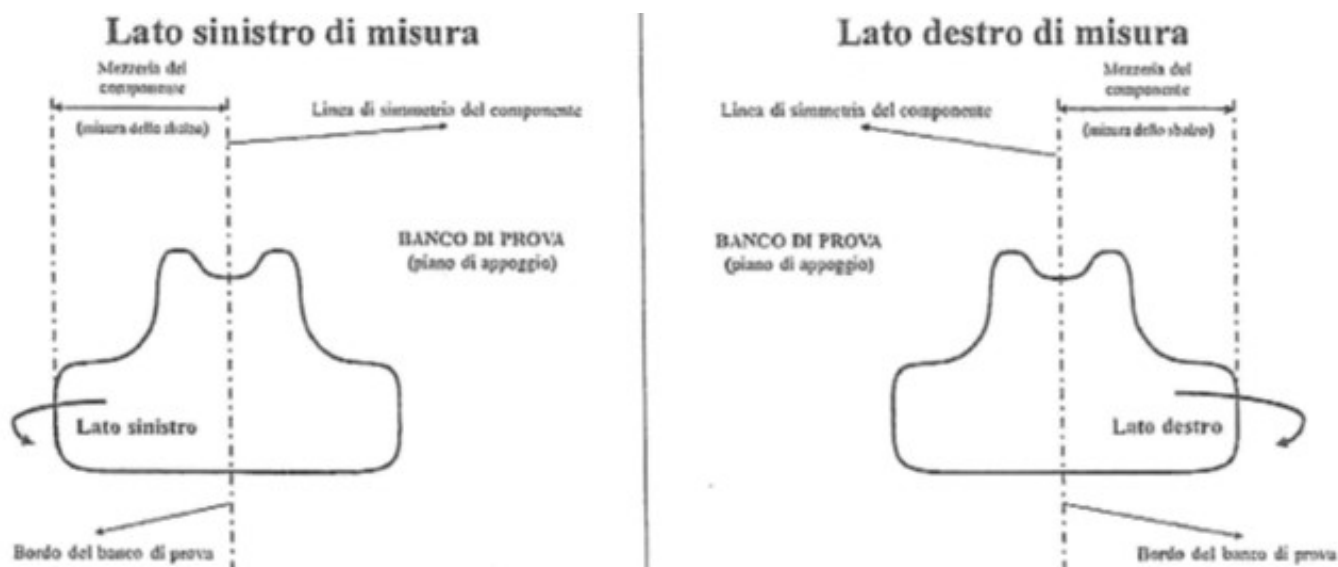 Lato sinistro di misura
Mezzeria del
componente
(misura dello sbalzo)
Linea di simmetria del componente
BANCO DI PROVA
(piano di appoggio)
Lato sinistro
Bordo del banco di prova
Lato destro di misura
Mezzeria del
componente
(misura dello sbalzo)
Linea di simmetria del componente
BANCO DI PROVA
(piano di appoggio)
Lato destro
Bordo del banco di prova